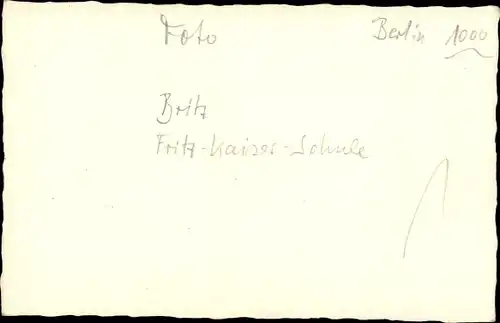 Foto Berlin 1000
Britz
Fritz-Kaiser-Schule